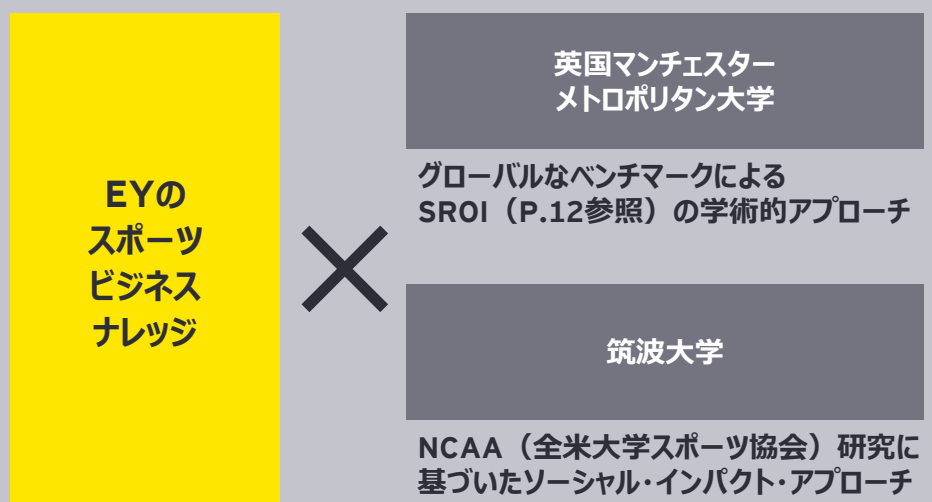 EYの
スポーツ
ビジネス
ナレッジ
×
英国マンチェスター
メトロポリタン大学
グローバルなベンチマークによる
SROI（P.12参照）の学術的アプローチ
筑波大学
NCAA（全米大学スポーツ協会）研究に
基づいたソーシャル・インパクト・アプローチ